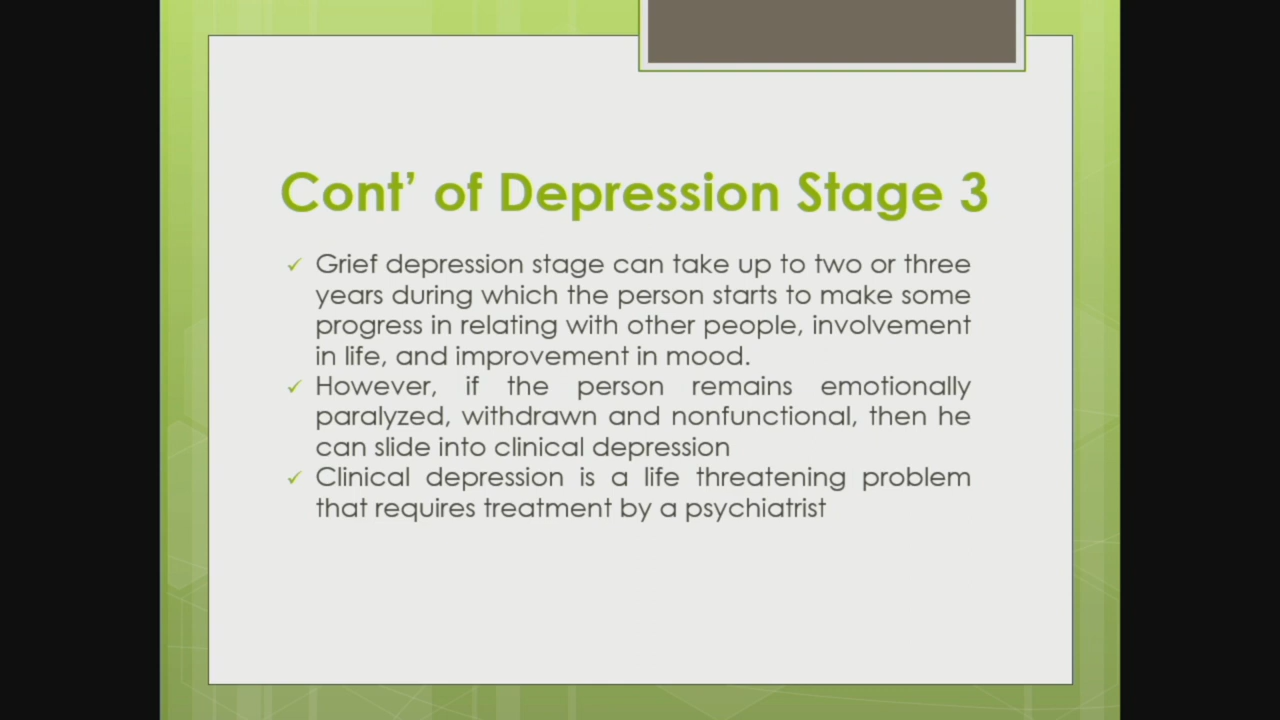 Cont’ of Depression Stage 3
Grief depression stage can take up to two or three
years during which the person starts to make some
progress in relating with other people, involvement
in life, and improvement in mood.
However, if the person remains emotionally
paralyzed, withdrawn and nonfunctional, then he
can slide into clinical depression
Clinical depression is a life threatening problem
that requires treatment by a psychiatrist